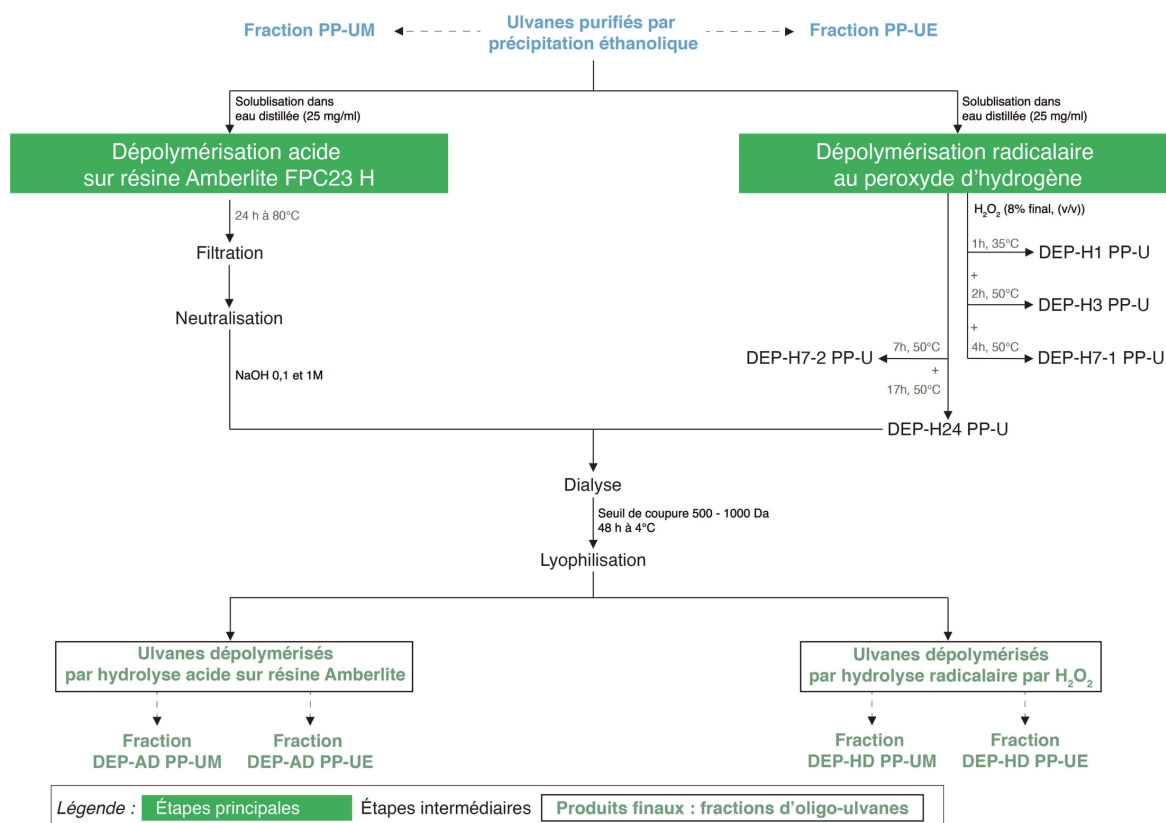 Fraction PP-UM
Ulvanes purifiés par
précipitation éthanolique
Fraction PP-UE
Solublisation dans
eau distillée (25 mg/ml)
Solublisation dans
eau distillée (25 mg/ml)
Dépolymérisation acide
sur résine Amberlite FPC23 H
Dépolymérisation radicalaire
au peroxyde d'hydrogène
24 h à 80°C
H₂O₂ (8% final, (v/v))
Filtration
1h, 35°C
DEP-H1 PP-U
+
Neutralisation
2h, 50°C
DEP-H3 PP-U
+
DEP-H7-2 PP-U
7h, 50°C
4h, 50°C
DEP-H7-1 PP-U
NaOH 0,1 et 1M
+
17h, 50°C
DEP-H24 PP-U
Dialyse
Seuil de coupure 500 - 1000 Da
48 h à 4°C
Lyophilisation
Ulvanes dépolymérisés
par hydrolyse acide sur résine Amberlite
Ulvanes dépolymérisés
par hydrolyse radicalaire par H₂O₂
Fraction
DEP-AD PP-UM
Fraction
DEP-AD PP-UE
Fraction
DEP-HD PP-UM
Fraction
DEP-HD PP-UE
Légende :
Étapes principales
Étapes intermédiaires
Produits finaux : fractions d'oligo-ulvanes